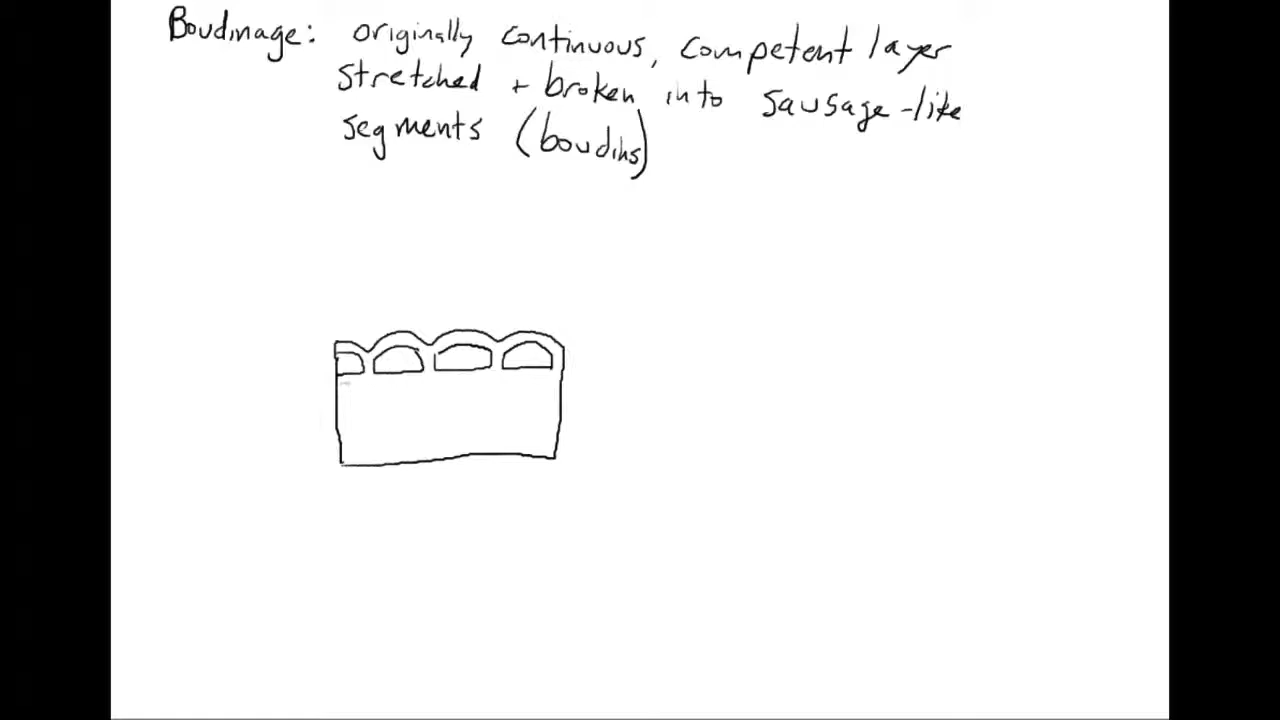 Boudinage: originally continuous, competent layer
stretched + broken into sausage-like
segments (boudins)